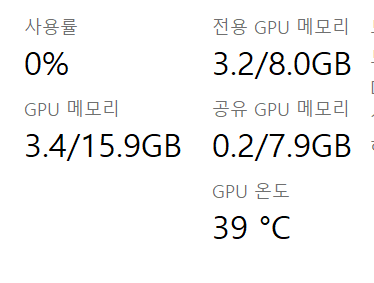 사용률
0%
전용 GPU 메모리
3.2/8.0GB
GPU 메모리
3.4/15.9GB
공유 GPU 메모리
0.2/7.9GB
GPU 온도
39 °C